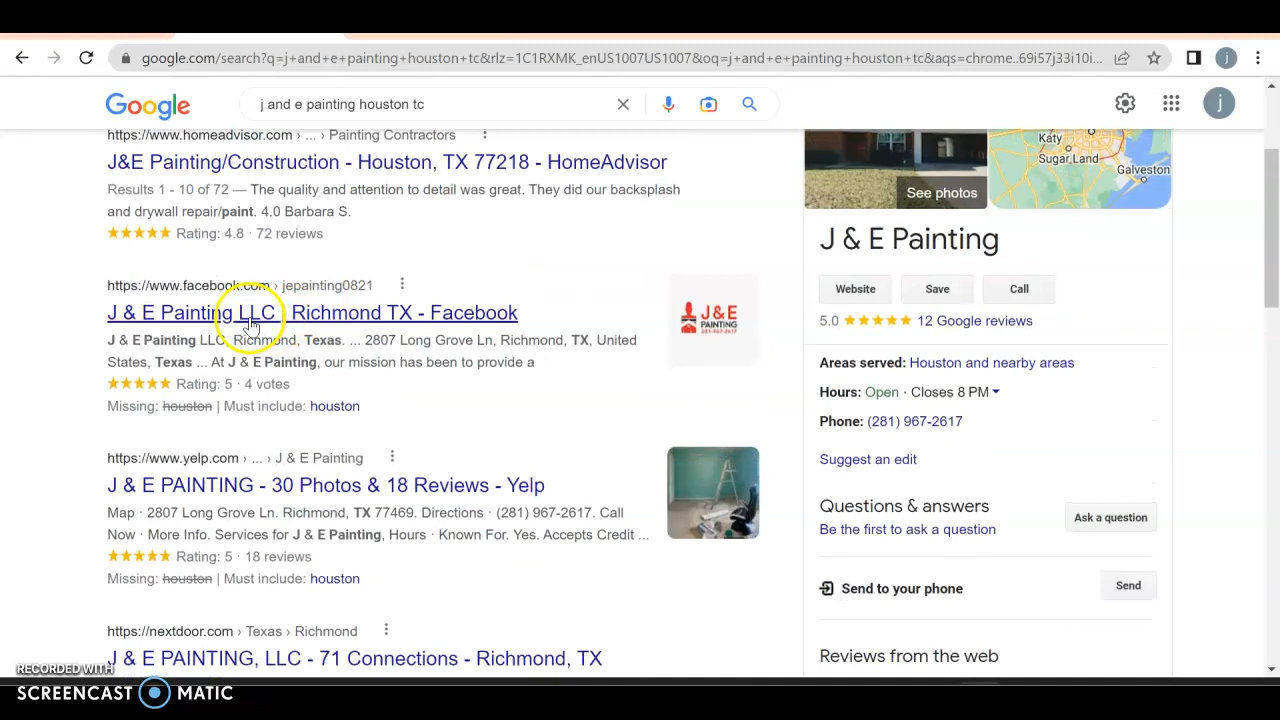 google.com/search?q=j+and+e+painting+houston+tc&rlz=1C1RXMK_enUS1007US1007&oq=j+and+e+painting+houston+tc&aqs=chrome..69i57j33i10i...
j
Google
j and e painting houston tc
j
https://www.homeadvisor.com › ... › Painting Contractors
J&E Painting/Construction - Houston, TX 77218 - HomeAdvisor
Results 1 - 10 of 72 — The quality and attention to detail was great. They did our backsplash
and drywall repair/paint. 4.0 Barbara S.
Rating: 4.8 · 72 reviews
https://www.facebook.com › jepainting0821
J & E Painting LLC | Richmond TX - Facebook
J & E Painting LLC, Richmond, Texas. ... 2807 Long Grove Ln, Richmond, TX, United
States, Texas ... At J & E Painting, our mission has been to provide a
Rating: 5 · 4 votes
Missing: houston | Must include: houston
J&E
PAINTING
281-967-2617
https://www.yelp.com › ... › J & E Painting
J & E PAINTING - 30 Photos & 18 Reviews - Yelp
Map · 2807 Long Grove Ln. Richmond, TX 77469. Directions · (281) 967-2617. Call
Now · More Info. Services for J & E Painting, Hours · Known For. Yes. Accepts Credit ...
Rating: 5 · 18 reviews
Missing: houston | Must include: houston
https://nextdoor.com › Texas › Richmond
J & E PAINTING, LLC - 71 Connections - Richmond, TX
See photos
Katy
Sugar Land
Galveston
J & E Painting
Website
Save
Call
5.0 12 Google reviews
Areas served: Houston and nearby areas
Hours: Open · Closes 8 PM
Phone: (281) 967-2617
Suggest an edit
Questions & answers
Be the first to ask a question
Ask a question
Send to your phone
Send
Reviews from the web
RECORDED WITH
SCREENCAST MATIC